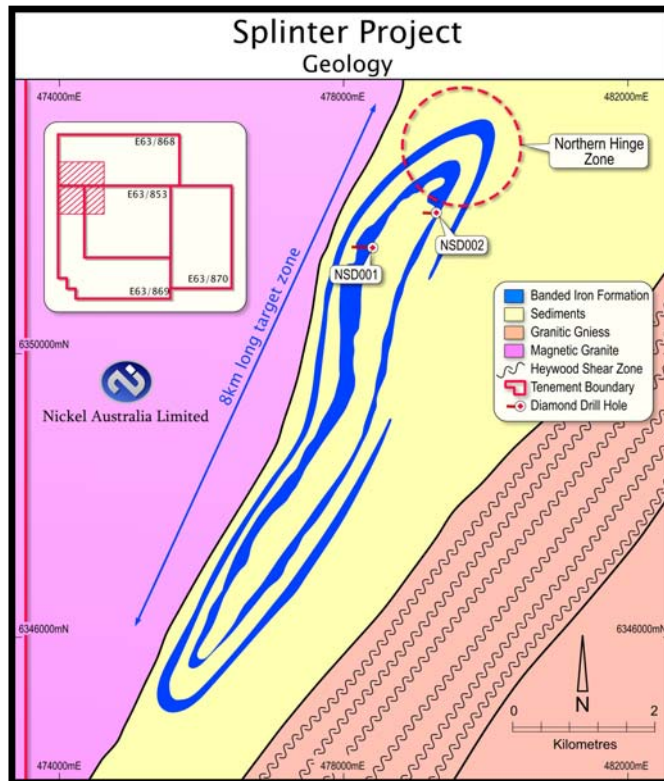 Splinter Project
Geology
474000mE
478000mE
482000mE
E63/868
E63/853
E63/870
E63/869
Northern Hinge
Zone
NSD002
NSD001
8km long target zone
Banded Iron Formation
Sediments
Granitic Gniess
Magnetic Granite
Heywood Shear Zone
Tenement Boundary
Diamond Drill Hole
6350000mN
Nickel Australia Limited
6346000mN
6346000mN
N
0 2
Kilometres
474000mE
478000mE
482000mE